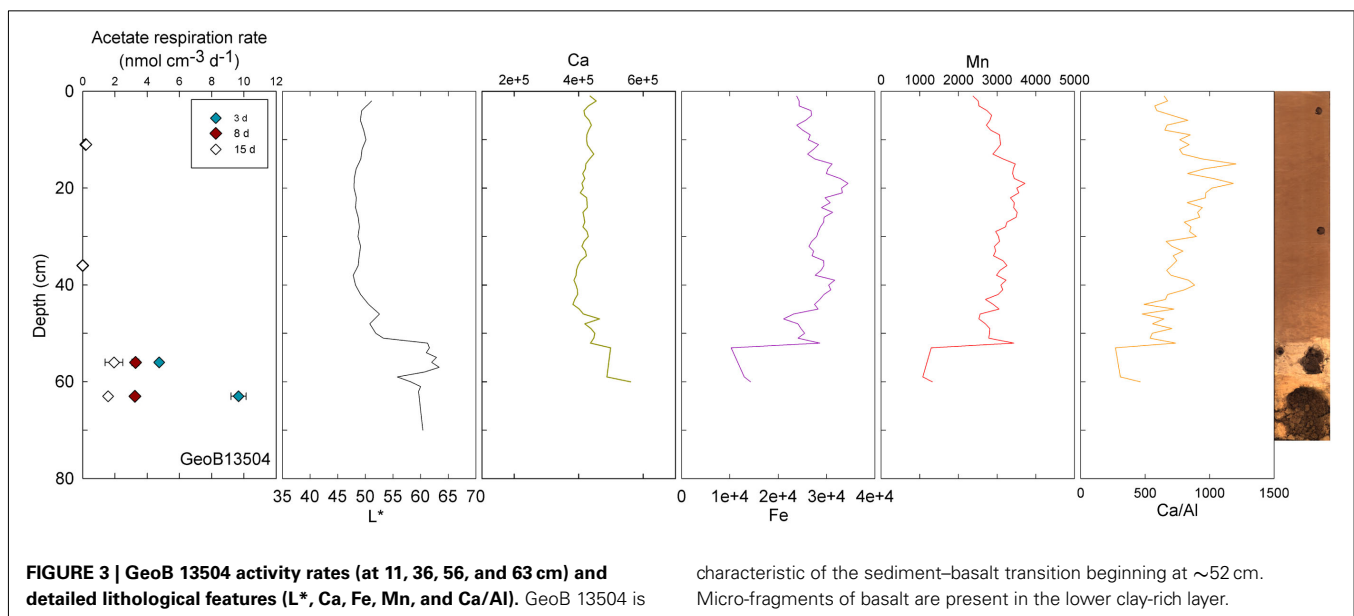 Acetate respiration rate
(nmol cm-3 d-1)
0 2 4 6 8 10 12
Ca
2e+5 4e+5 6e+5
Mn
0 1000 2000 3000 4000 5000
0
20
40
60
80
Depth (cm)
3 d
8 d
15 d
GeoB13504
35 40 45 50 55 60 65 70
L*
0 1e+4 2e+4 3e+4 4e+4
Fe
0 500 1000 1500
Ca/Al
FIGURE 3 | GeoB 13504 activity rates (at 11, 36, 56, and 63 cm) and
detailed lithological features (L*, Ca, Fe, Mn, and Ca/Al). GeoB 13504 is
characteristic of the sediment–basalt transition beginning at ∼52 cm.
Micro-fragments of basalt are present in the lower clay-rich layer.